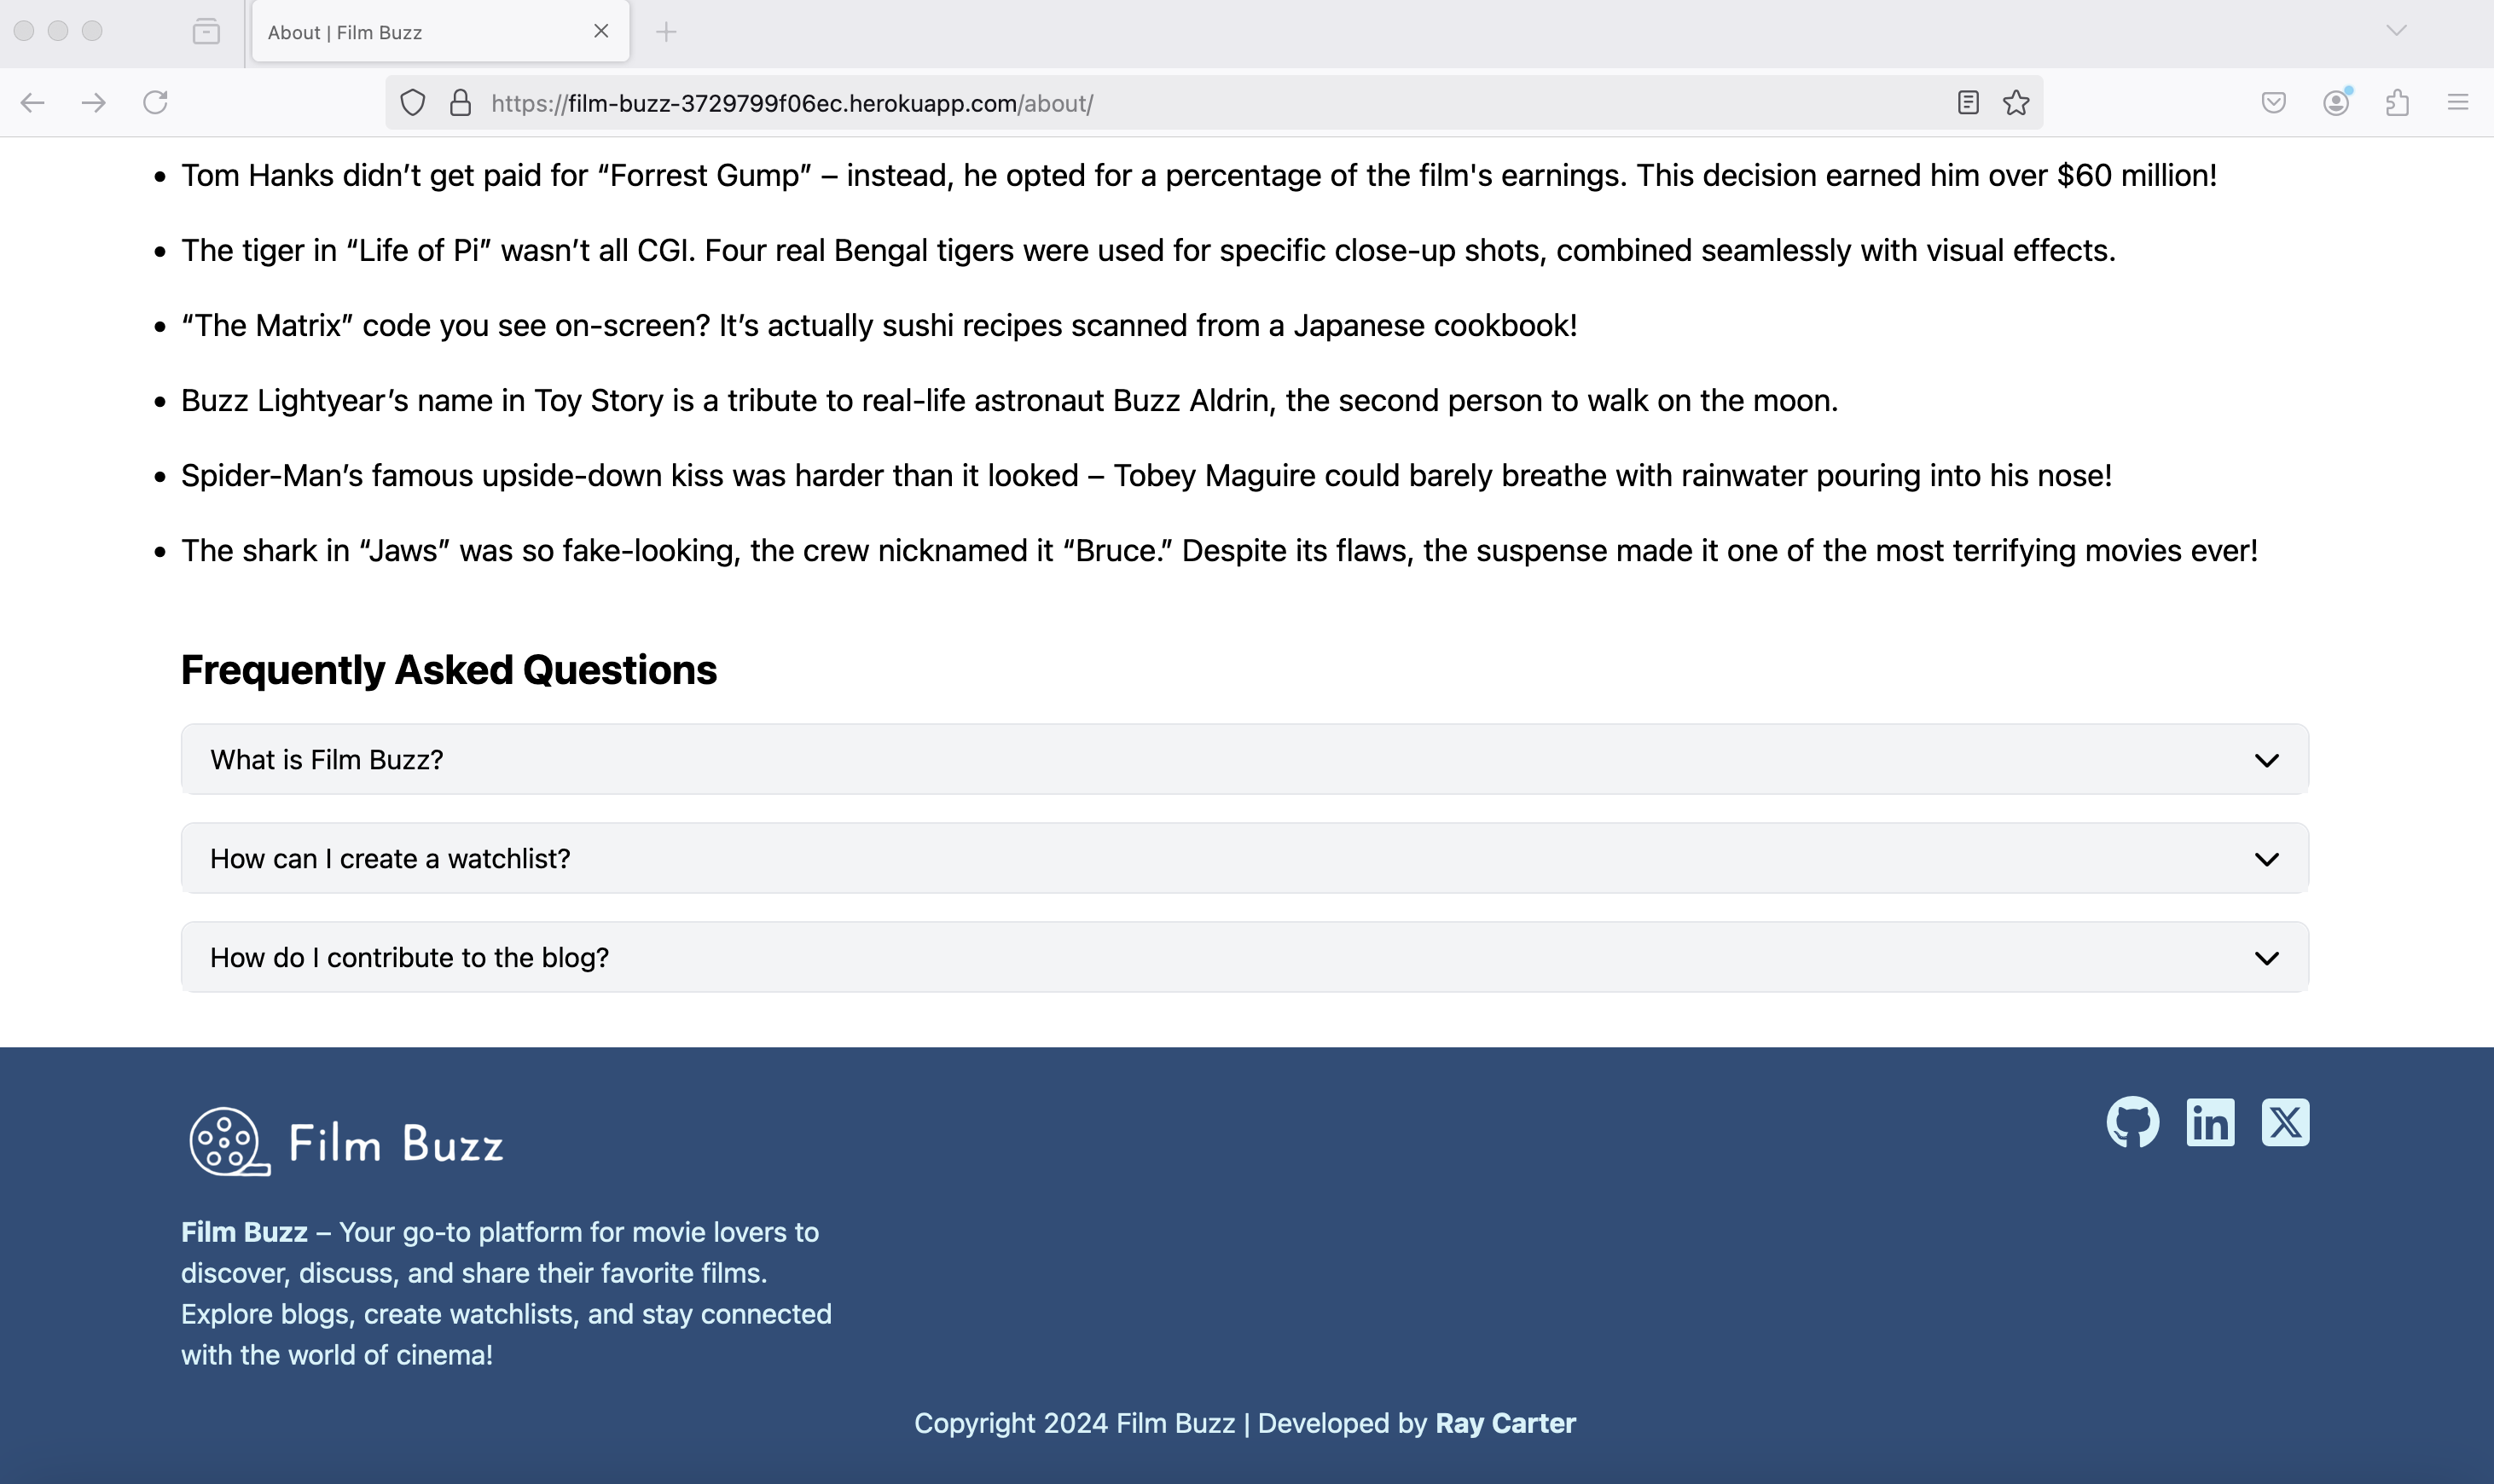 About | Film Buzz
https://film-buzz-3729799f06ec.herokuapp.com/about/
• Tom Hanks didn’t get paid for “Forrest Gump” – instead, he opted for a percentage of the film's earnings. This decision earned him over $60 million!
• The tiger in “Life of Pi” wasn’t all CGI. Four real Bengal tigers were used for specific close-up shots, combined seamlessly with visual effects.
• “The Matrix” code you see on-screen? It’s actually sushi recipes scanned from a Japanese cookbook!
• Buzz Lightyear’s name in Toy Story is a tribute to real-life astronaut Buzz Aldrin, the second person to walk on the moon.
• Spider-Man’s famous upside-down kiss was harder than it looked – Tobey Maguire could barely breathe with rainwater pouring into his nose!
• The shark in “Jaws” was so fake-looking, the crew nicknamed it “Bruce.” Despite its flaws, the suspense made it one of the most terrifying movies ever!
Frequently Asked Questions
What is Film Buzz?
How can I create a watchlist?
How do I contribute to the blog?
Film Buzz
in X
Film Buzz – Your go-to platform for movie lovers to
discover, discuss, and share their favorite films.
Explore blogs, create watchlists, and stay connected
with the world of cinema!
Copyright 2024 Film Buzz | Developed by Ray Carter